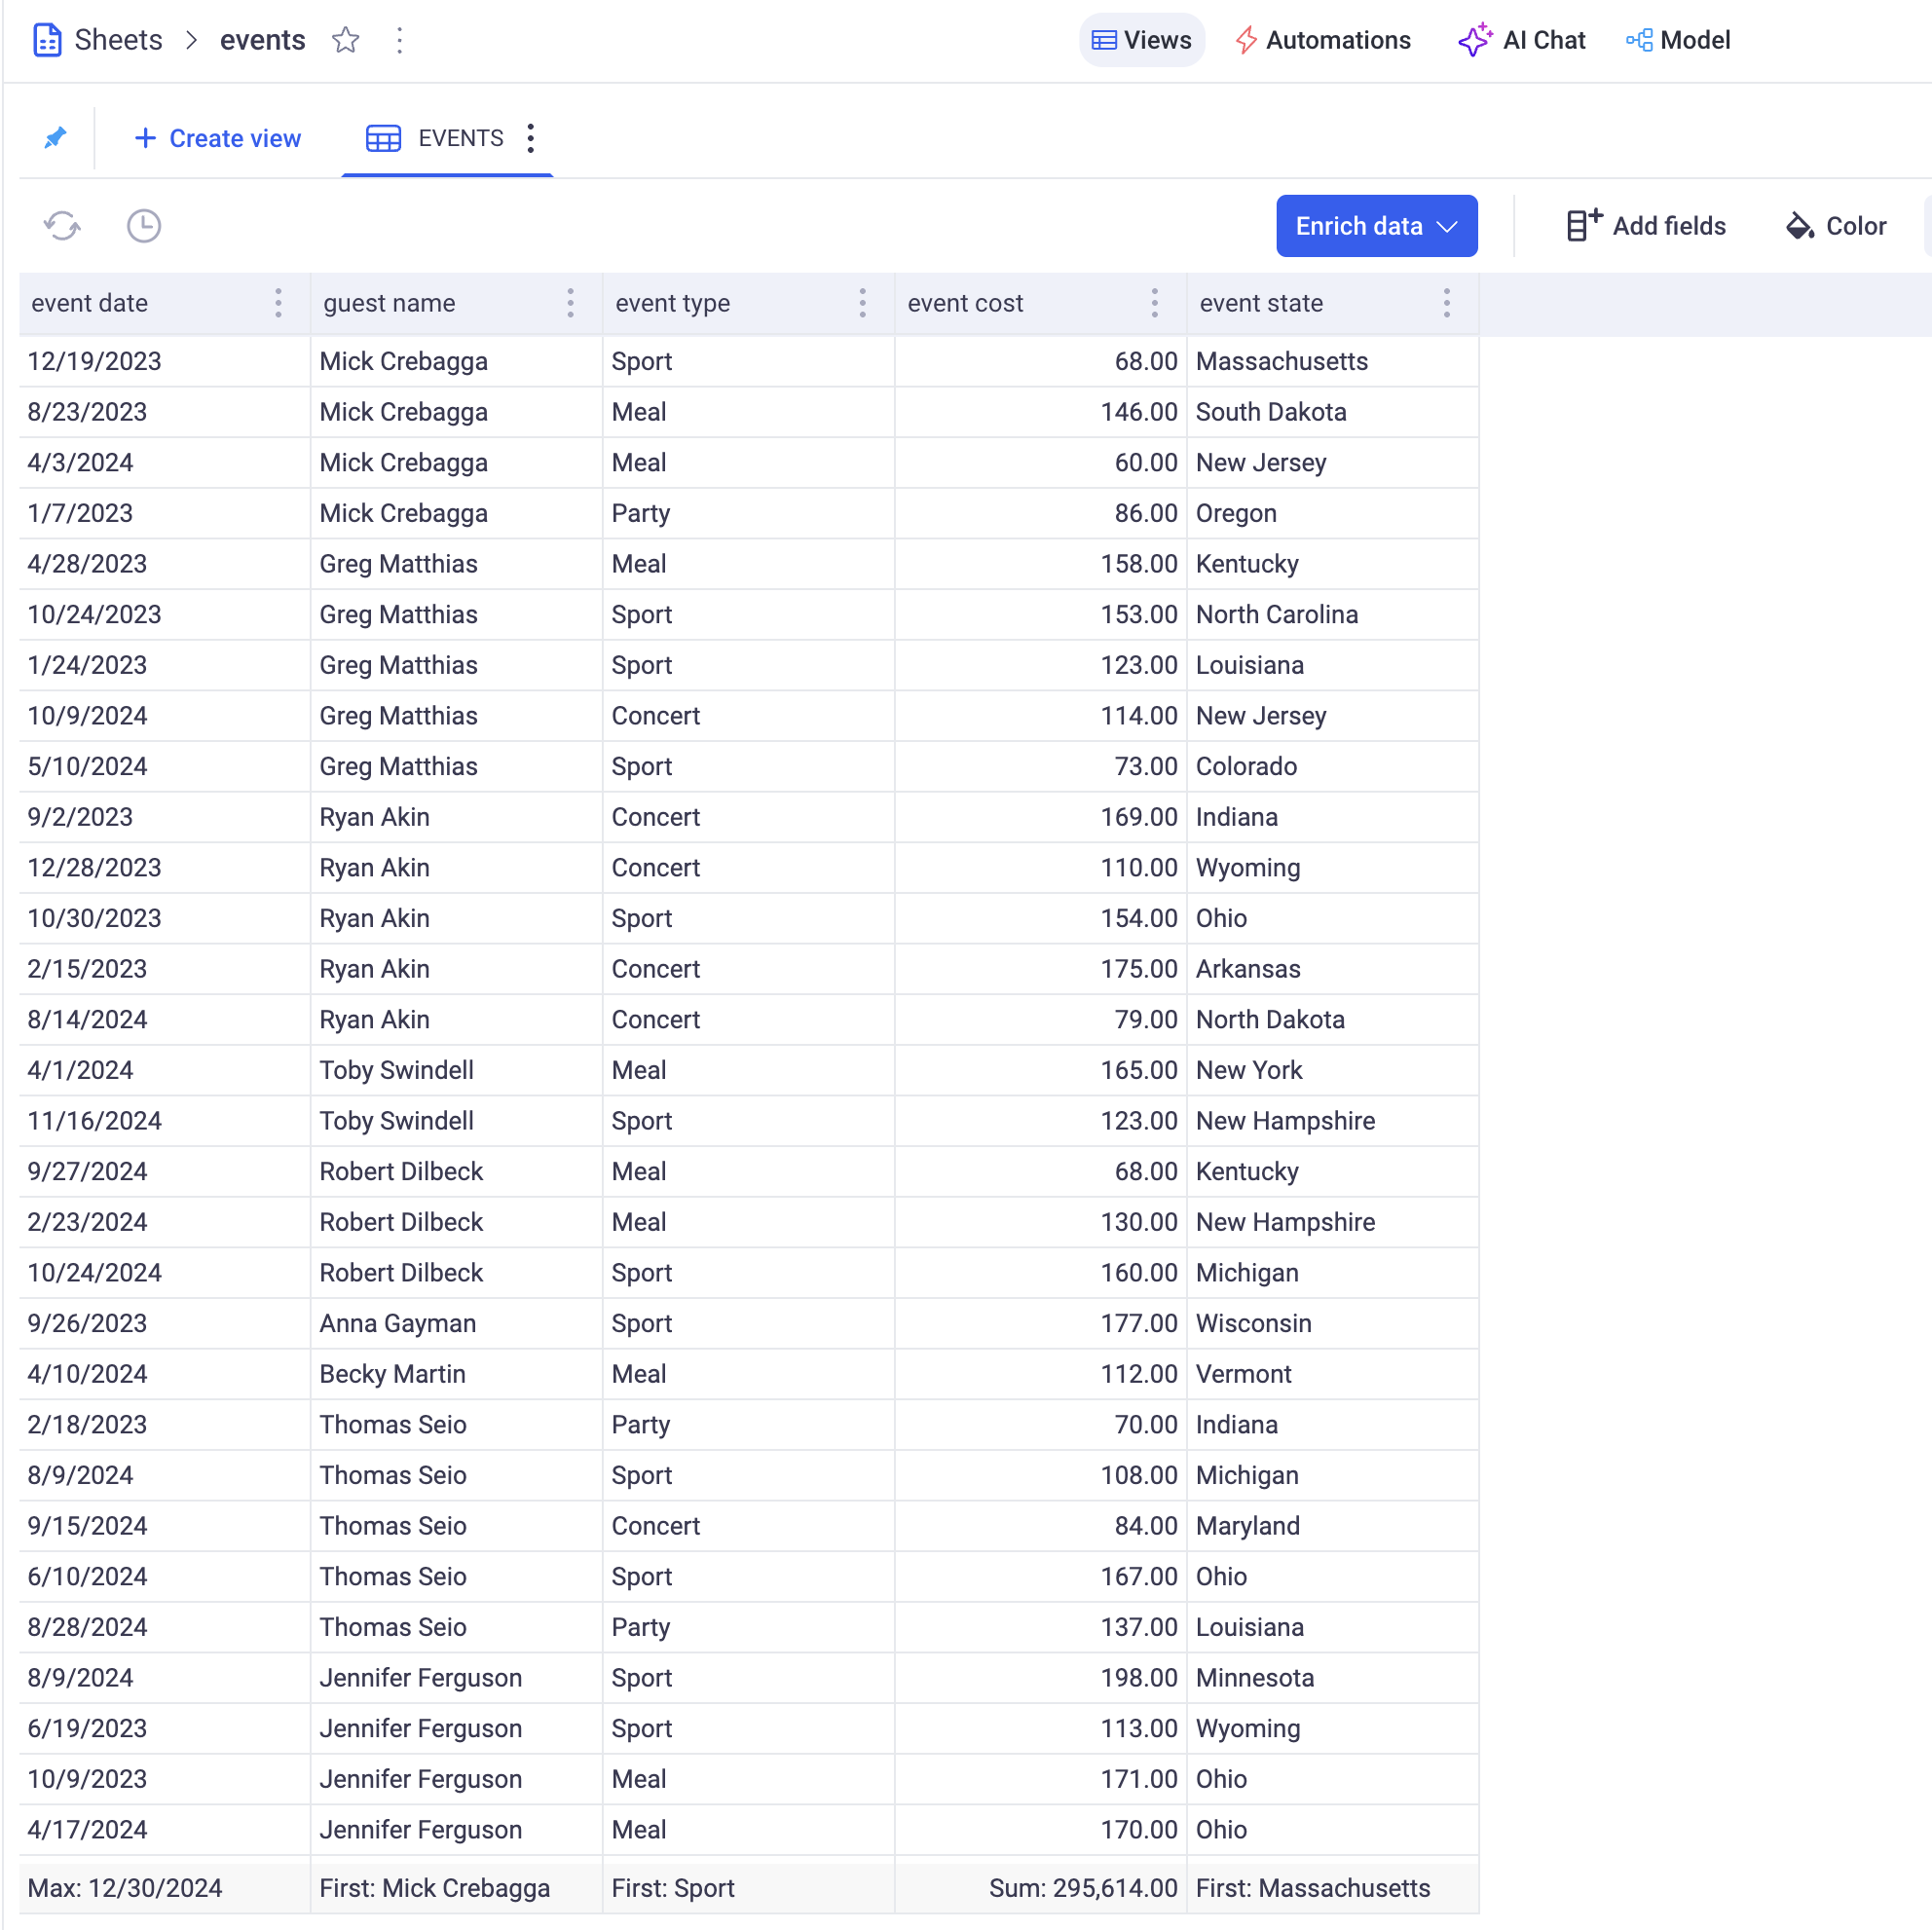 Sheets > events
Views Automations AI Chat Model
+ Create view EVENTS
Enrich data Add fields Color
event date guest name event type event cost event state
12/19/2023 Mick Crebagga Sport 68.00 Massachusetts
8/23/2023 Mick Crebagga Meal 146.00 South Dakota
4/3/2024 Mick Crebagga Meal 60.00 New Jersey
1/7/2023 Mick Crebagga Party 86.00 Oregon
4/28/2023 Greg Matthias Meal 158.00 Kentucky
10/24/2023 Greg Matthias Sport 153.00 North Carolina
1/24/2023 Greg Matthias Sport 123.00 Louisiana
10/9/2024 Greg Matthias Concert 114.00 New Jersey
5/10/2024 Greg Matthias Sport 73.00 Colorado
9/2/2023 Ryan Akin Concert 169.00 Indiana
12/28/2023 Ryan Akin Concert 110.00 Wyoming
10/30/2023 Ryan Akin Sport 154.00 Ohio
2/15/2023 Ryan Akin Concert 175.00 Arkansas
8/14/2024 Ryan Akin Concert 79.00 North Dakota
4/1/2024 Toby Swindell Meal 165.00 New York
11/16/2024 Toby Swindell Sport 123.00 New Hampshire
9/27/2024 Robert Dilbeck Meal 68.00 Kentucky
2/23/2024 Robert Dilbeck Meal 130.00 New Hampshire
10/24/2024 Robert Dilbeck Sport 160.00 Michigan
9/26/2023 Anna Gayman Sport 177.00 Wisconsin
4/10/2024 Becky Martin Meal 112.00 Vermont
2/18/2023 Thomas Seio Party 70.00 Indiana
8/9/2024 Thomas Seio Sport 108.00 Michigan
9/15/2024 Thomas Seio Concert 84.00 Maryland
6/10/2024 Thomas Seio Sport 167.00 Ohio
8/28/2024 Thomas Seio Party 137.00 Louisiana
8/9/2024 Jennifer Ferguson Sport 198.00 Minnesota
6/19/2023 Jennifer Ferguson Sport 113.00 Wyoming
10/9/2023 Jennifer Ferguson Meal 171.00 Ohio
4/17/2024 Jennifer Ferguson Meal 170.00 Ohio
Max: 12/30/2024 First: Mick Crebagga First: Sport Sum: 295,614.00 First: Massachusetts